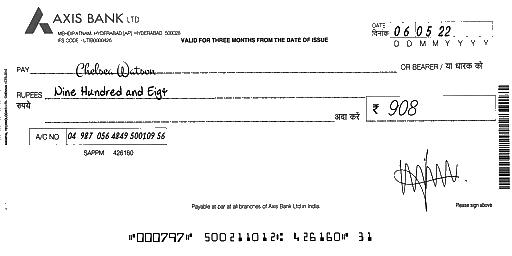 AXIS BANK LTD
MEHDIPATNAM, HYDERABAD [AP] - HYDERABAD 500028
IFS CODE - UTIB0000426
VALID FOR THREE MONTHS FROM THE DATE OF ISSUE
DATE
दिनांक 06 05 22
D D M M Y Y Y Y
PAY Chelsea Watson OR BEARER / या धारक को
RUPEES Nine Hundred and Eight
रुपये अदा करें ₹ 908
A/C NO 04 987 056 4849 500109 56
SAPPM 426160
Payable at par at all branches of Axis Bank Ltd in India.
Please sign above
⑈000797⑈ 500211012⑆ 426160⑈ 31